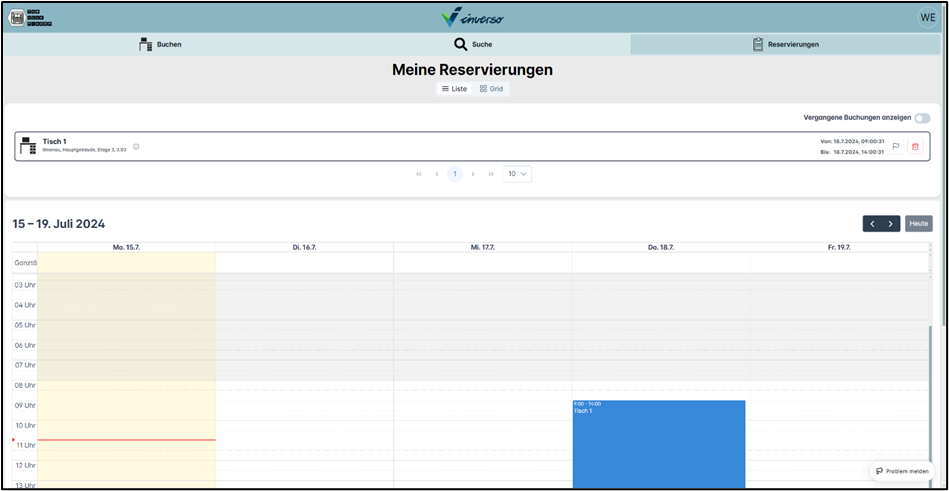 THE
DESK
PLANNER
inverso
WE
Buchen
Suche
Reservierungen
Meine Reservierungen
Liste
Grid
Vergangene Buchungen anzeigen
Tisch 1
Ilmenau, Hauptgebäude, Etage 3, 3.03
Von: 18.7.2024, 09:00:31
Bis: 18.7.2024, 14:00:31
<< < 1 > >> 10
15 – 19. Juli 2024
Heute
Mo. 15.7. Di. 16.7. Mi. 17.7. Do. 18.7. Fr. 19.7.
Ganztä
03 Uhr
04 Uhr
05 Uhr
06 Uhr
07 Uhr
08 Uhr
09 Uhr
9:00 - 14:00
Tisch 1
10 Uhr
11 Uhr
12 Uhr
13 Uhr
Problem melden